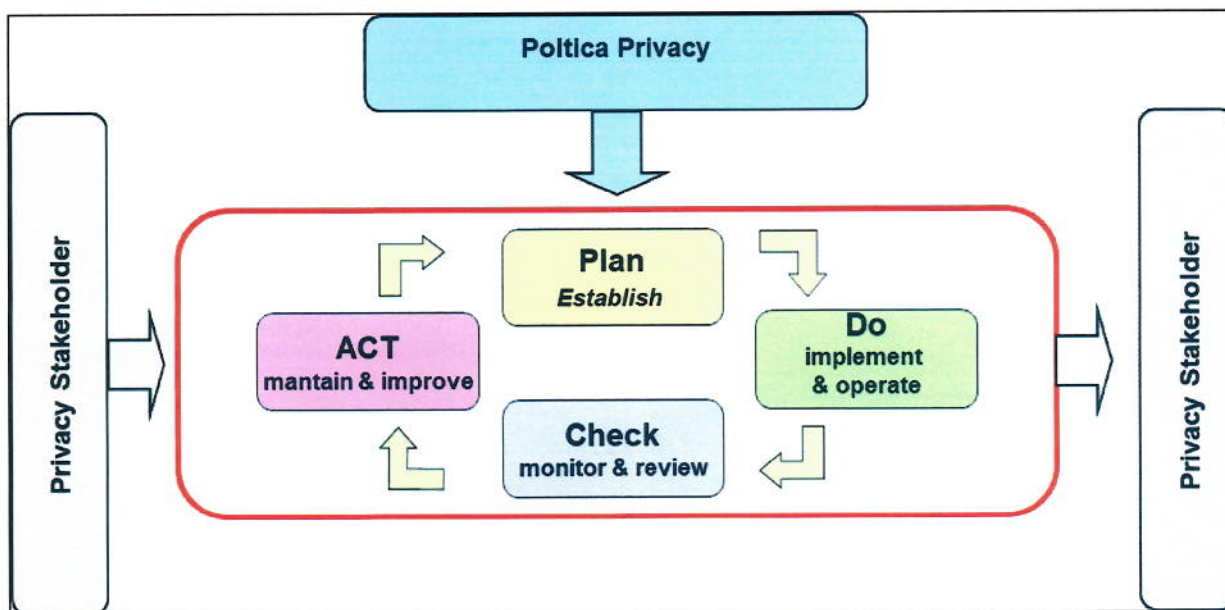 Poltica Privacy
Privacy Stakeholder
Plan
Establish
Do
implement
& operate
ACT
mantain & improve
Check
monitor & review
Privacy Stakeholder